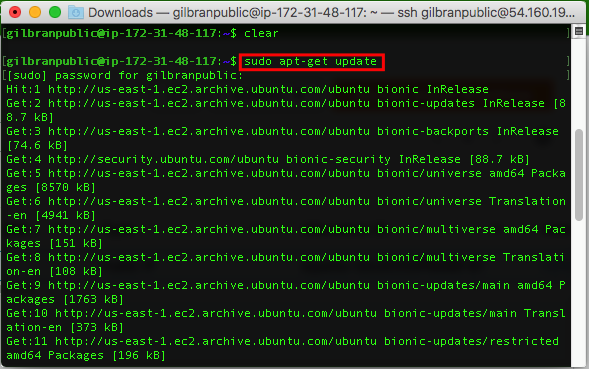 Downloads — gilbranpublic@ip-172-31-48-117: ~ — ssh gilbranpublic@54.160.19...
[gilbranpublic@ip-172-31-48-117:~$ clear ]
[gilbranpublic@ip-172-31-48-117:~$ sudo apt-get update ]
[[sudo] password for gilbranpublic: ]
Hit:1 http://us-east-1.ec2.archive.ubuntu.com/ubuntu bionic InRelease
Get:2 http://us-east-1.ec2.archive.ubuntu.com/ubuntu bionic-updates InRelease [8
8.7 kB]
Get:3 http://us-east-1.ec2.archive.ubuntu.com/ubuntu bionic-backports InRelease
[74.6 kB]
Get:4 http://security.ubuntu.com/ubuntu bionic-security InRelease [88.7 kB]
Get:5 http://us-east-1.ec2.archive.ubuntu.com/ubuntu bionic/universe amd64 Packa
ges [8570 kB]
Get:6 http://us-east-1.ec2.archive.ubuntu.com/ubuntu bionic/universe Translation
-en [4941 kB]
Get:7 http://us-east-1.ec2.archive.ubuntu.com/ubuntu bionic/multiverse amd64 Pac
kages [151 kB]
Get:8 http://us-east-1.ec2.archive.ubuntu.com/ubuntu bionic/multiverse Translati
on-en [108 kB]
Get:9 http://us-east-1.ec2.archive.ubuntu.com/ubuntu bionic-updates/main amd64 P
ackages [1763 kB]
Get:10 http://us-east-1.ec2.archive.ubuntu.com/ubuntu bionic-updates/main Transl
ation-en [373 kB]
Get:11 http://us-east-1.ec2.archive.ubuntu.com/ubuntu bionic-updates/restricted
amd64 Packages [196 kB]